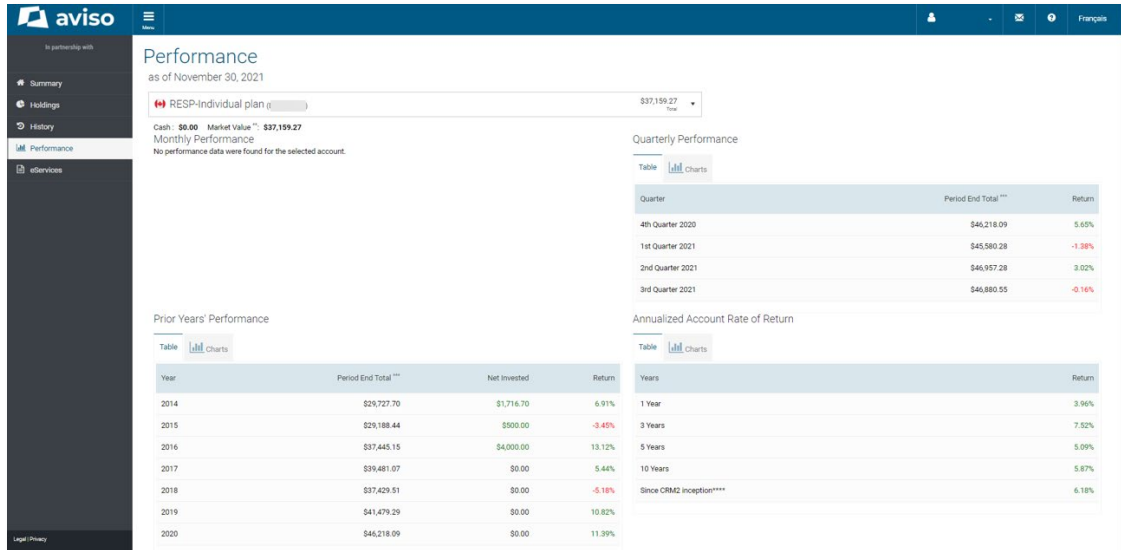 aviso
Menu
Français
In partnership with
Summary
Holdings
History
Performance
eServices
Legal | Privacy
Performance
as of November 30, 2021
RESP-Individual plan
$37,159.27
Total
Cash : $0.00 Market Value **: $37,159.27
Monthly Performance
No performance data were found for the selected account.
Quarterly Performance
Table Charts
Quarter Period End Total *** Return
4th Quarter 2020 $46,218.09 5.65%
1st Quarter 2021 $45,580.28 -1.38%
2nd Quarter 2021 $46,957.28 3.02%
3rd Quarter 2021 $46,880.55 -0.16%
Prior Years' Performance
Table Charts
Year Period End Total *** Net Invested Return
2014 $29,727.70 $1,716.70 6.91%
2015 $29,188.44 $500.00 -3.45%
2016 $37,445.15 $4,000.00 13.12%
2017 $39,481.07 $0.00 5.44%
2018 $37,429.51 $0.00 -5.18%
2019 $41,479.29 $0.00 10.82%
2020 $46,218.09 $0.00 11.39%
Annualized Account Rate of Return
Table Charts
Years Return
1 Year 3.96%
3 Years 7.52%
5 Years 5.09%
10 Years 5.87%
Since CRM2 inception**** 6.18%